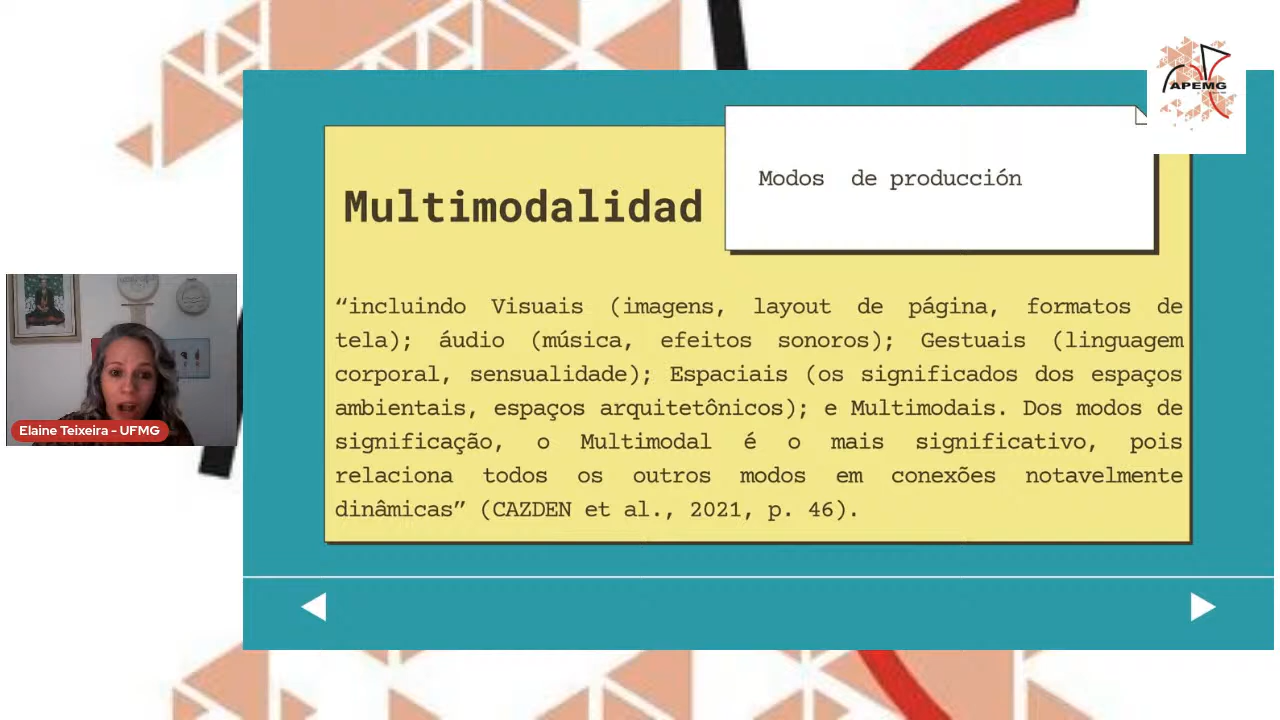 APEMG
Modos de producción
Multimodalidad
“incluindo Visuais (imagens, layout de página, formatos de
tela); áudio (música, efeitos sonoros); Gestuais (linguagem
corporal, sensualidade); Espaciais (os significados dos espaços
ambientais, espaços arquitetônicos); e Multimodais. Dos modos de
significação, o Multimodal é o mais significativo, pois
relaciona todos os outros modos em conexões notavelmente
dinâmicas” (CAZDEN et al., 2021, p. 46).
Elaine Teixeira - UFMG